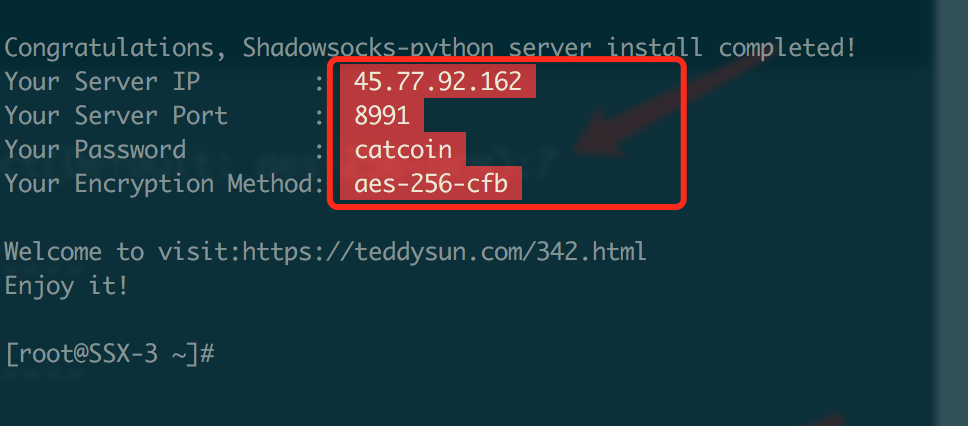 Congratulations, Shadowsocks-python server install completed!
Your Server IP : 45.77.92.162
Your Server Port : 8991
Your Password : catcoin
Your Encryption Method: aes-256-cfb
Welcome to visit:https://teddysun.com/342.html
Enjoy it!
[root@SSX-3 ~]#